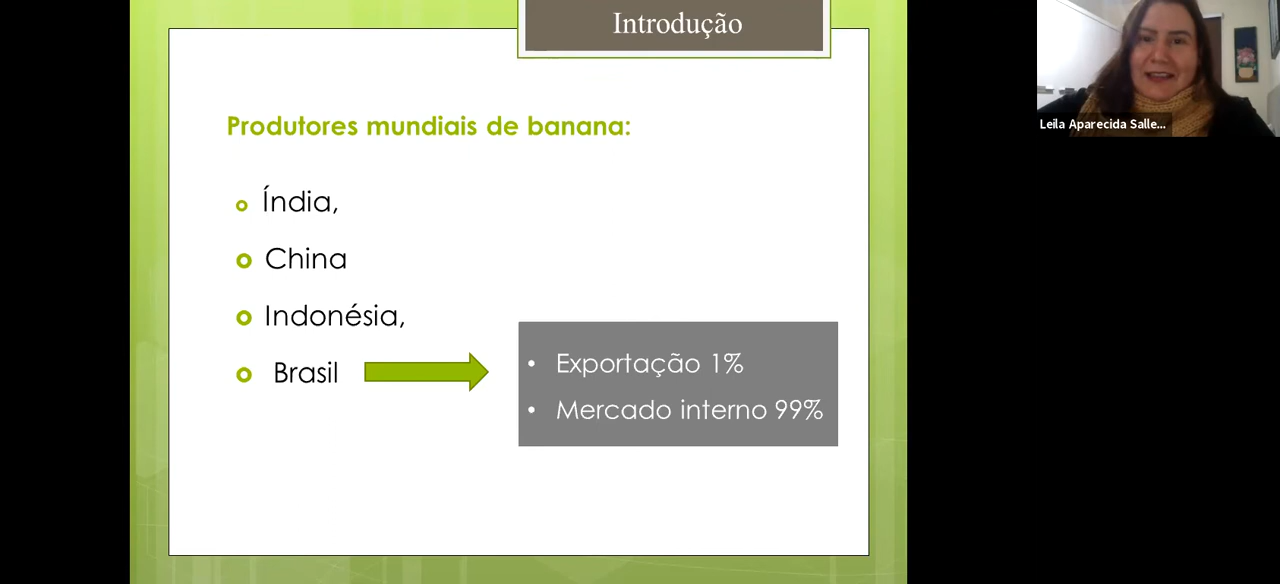 Introdução
Produtores mundiais de banana:
Índia,
China
Indonésia,
Brasil
• Exportação 1%
• Mercado interno 99%
Leila Aparecida Salle...